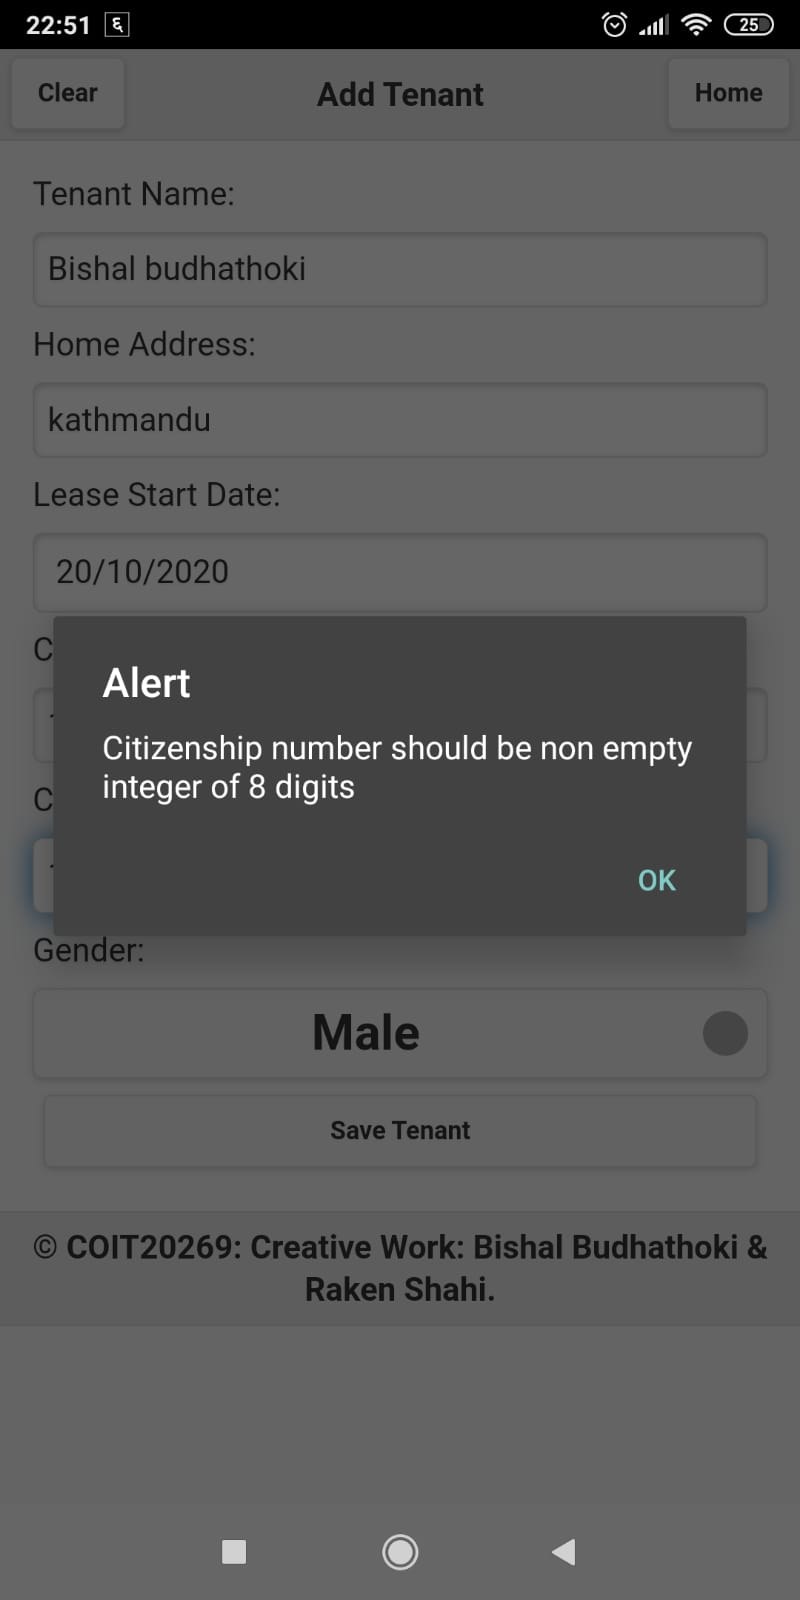 22:51 ६ 25
Clear Add Tenant Home
Tenant Name:
Bishal budhathoki
Home Address:
kathmandu
Lease Start Date:
20/10/2020
C
Alert
Citizenship number should be non empty
integer of 8 digits
C
OK
Gender:
Male
Save Tenant
© COIT20269: Creative Work: Bishal Budhathoki &
Raken Shahi.